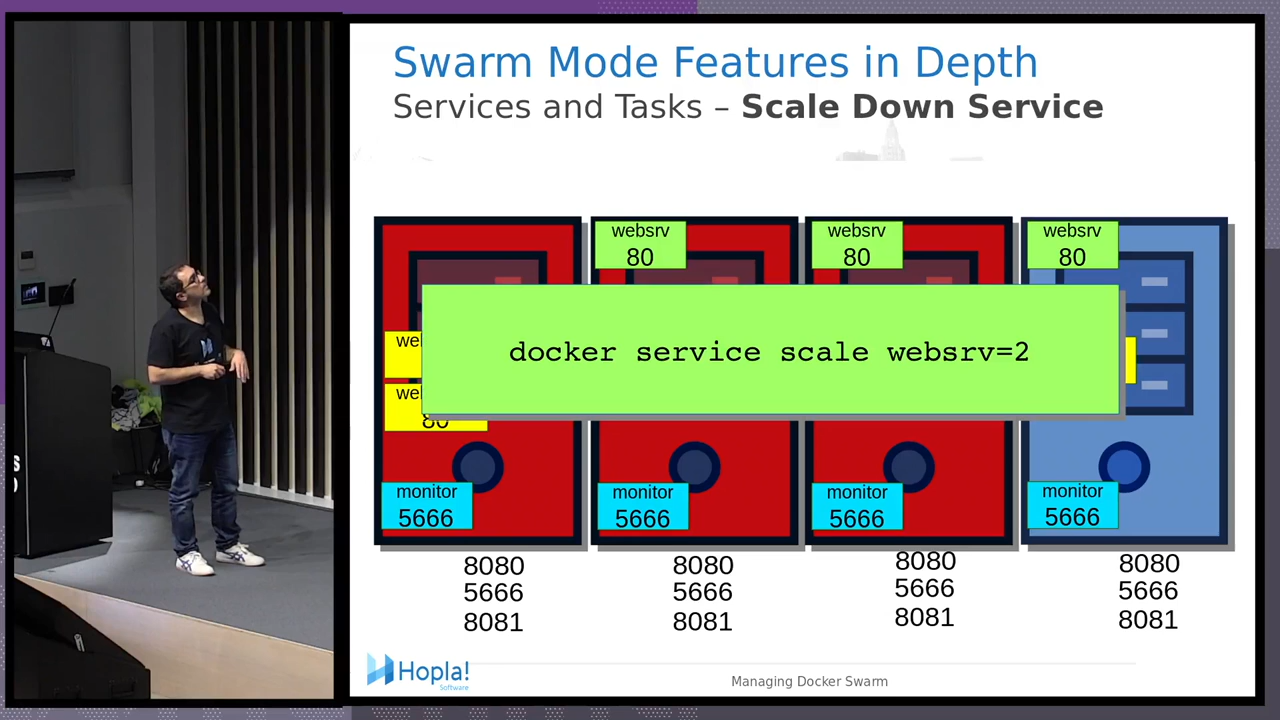 Swarm Mode Features in Depth
Services and Tasks – Scale Down Service
websrv
80
websrv
80
websrv
80
docker service scale websrv=2
80
monitor
5666
monitor
5666
monitor
5666
monitor
5666
8080
5666
8081
8080
5666
8081
8080
5666
8081
8080
5666
8081
Hopla!
Software
Managing Docker Swarm